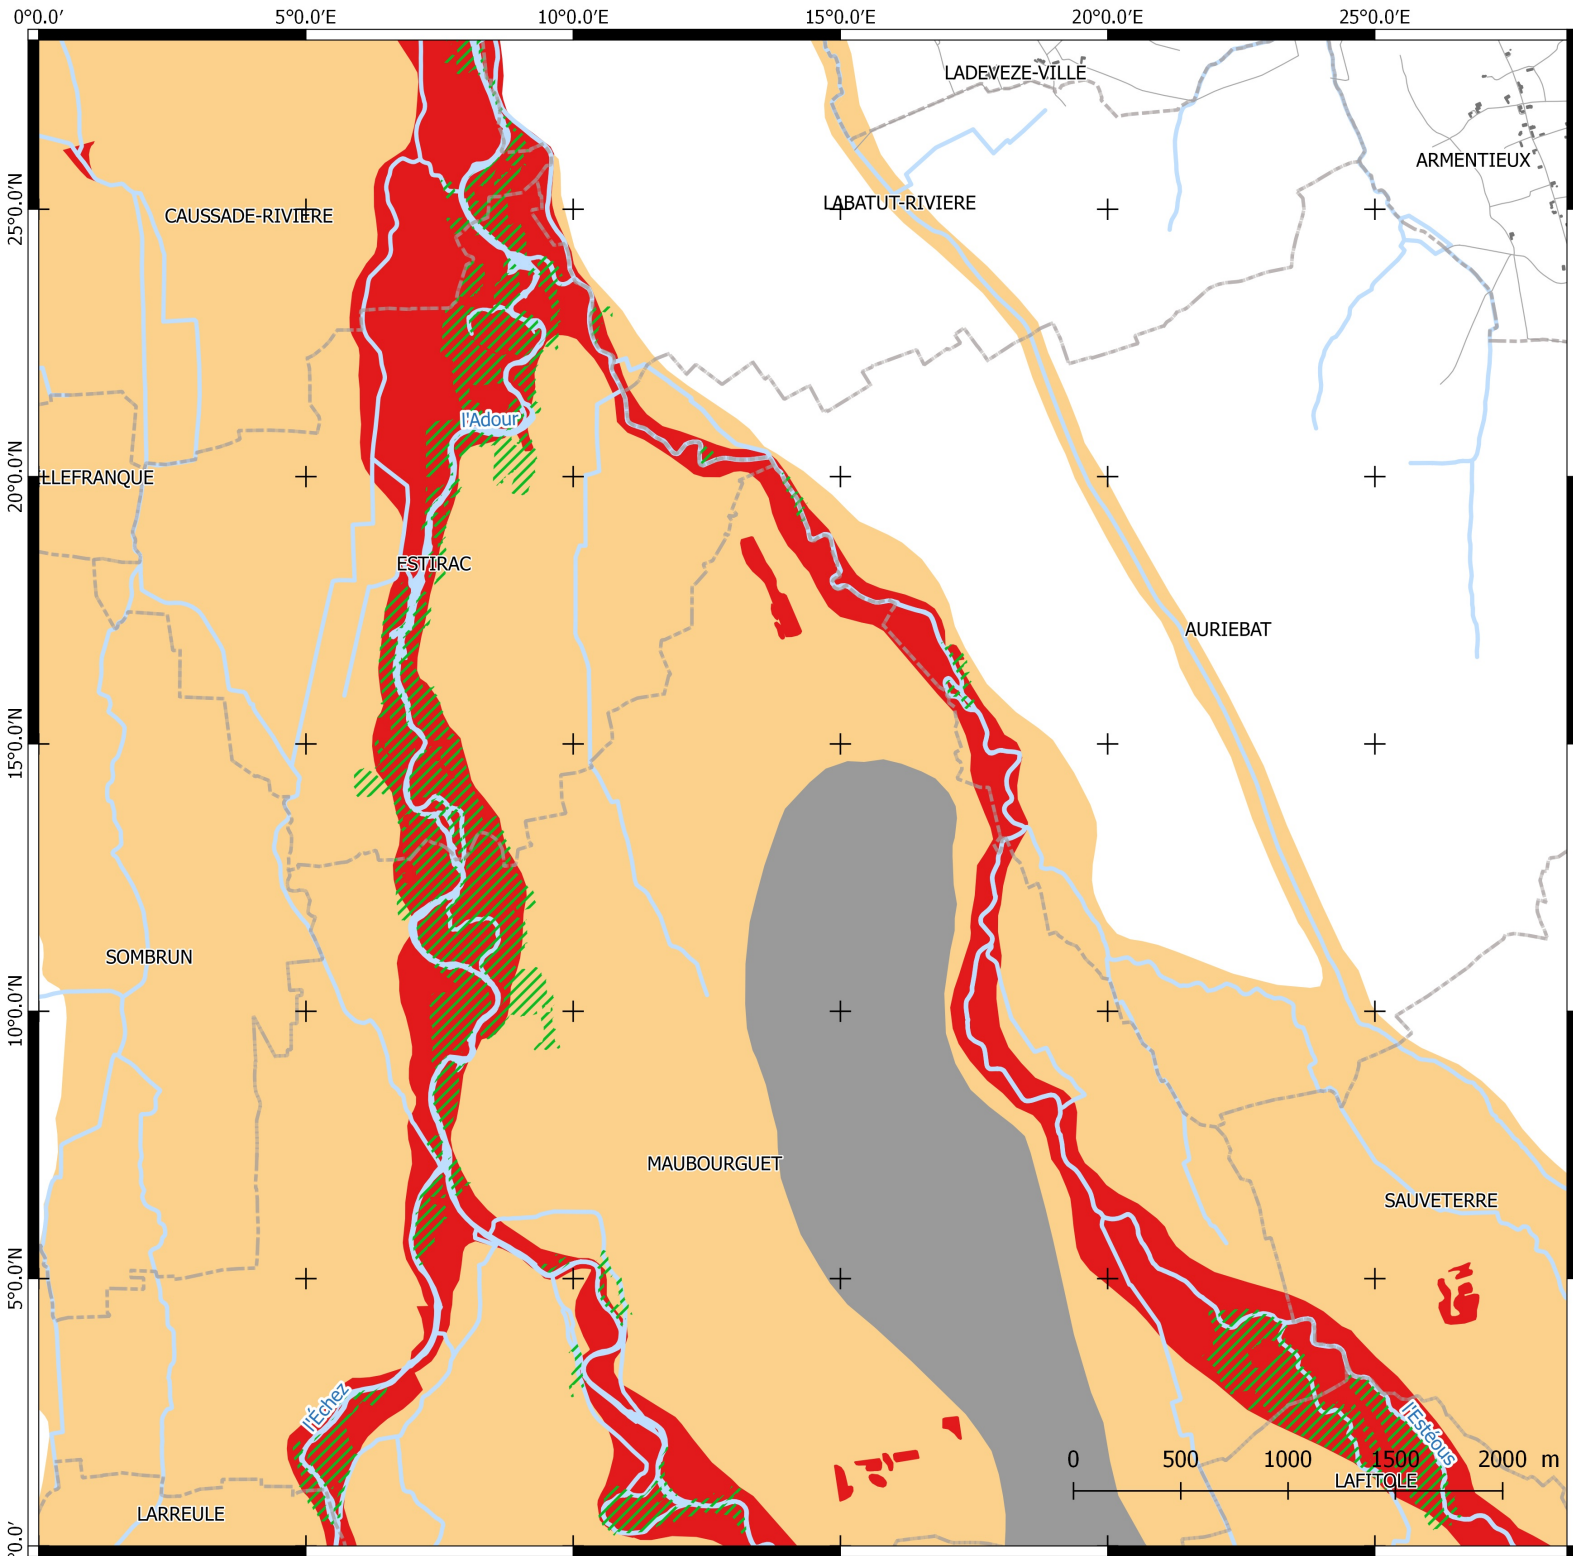 0°0.0′ 5°0.0′E 10°0.0′E 15°0.0′E 20°0.0′E 25°0.0′E
LADEVEZE-VILLE
ARMENTIEUX
25°0.0′N
LABATUT-RIVIERE
CAUSSADE-RIVIERE
l'Adour
20°0.0′N
LLEFRANQUE
ESTIRAC
AURIEBAT
15°0.0′N
SOMBRUN
10°0.0′N
MAUBOURGUET
SAUVETERRE
5°0.0′N
l'Échez
l'Estéous
0 500 1000 1500 2000 m
LAFITOLE
LARREULE
°0.0′